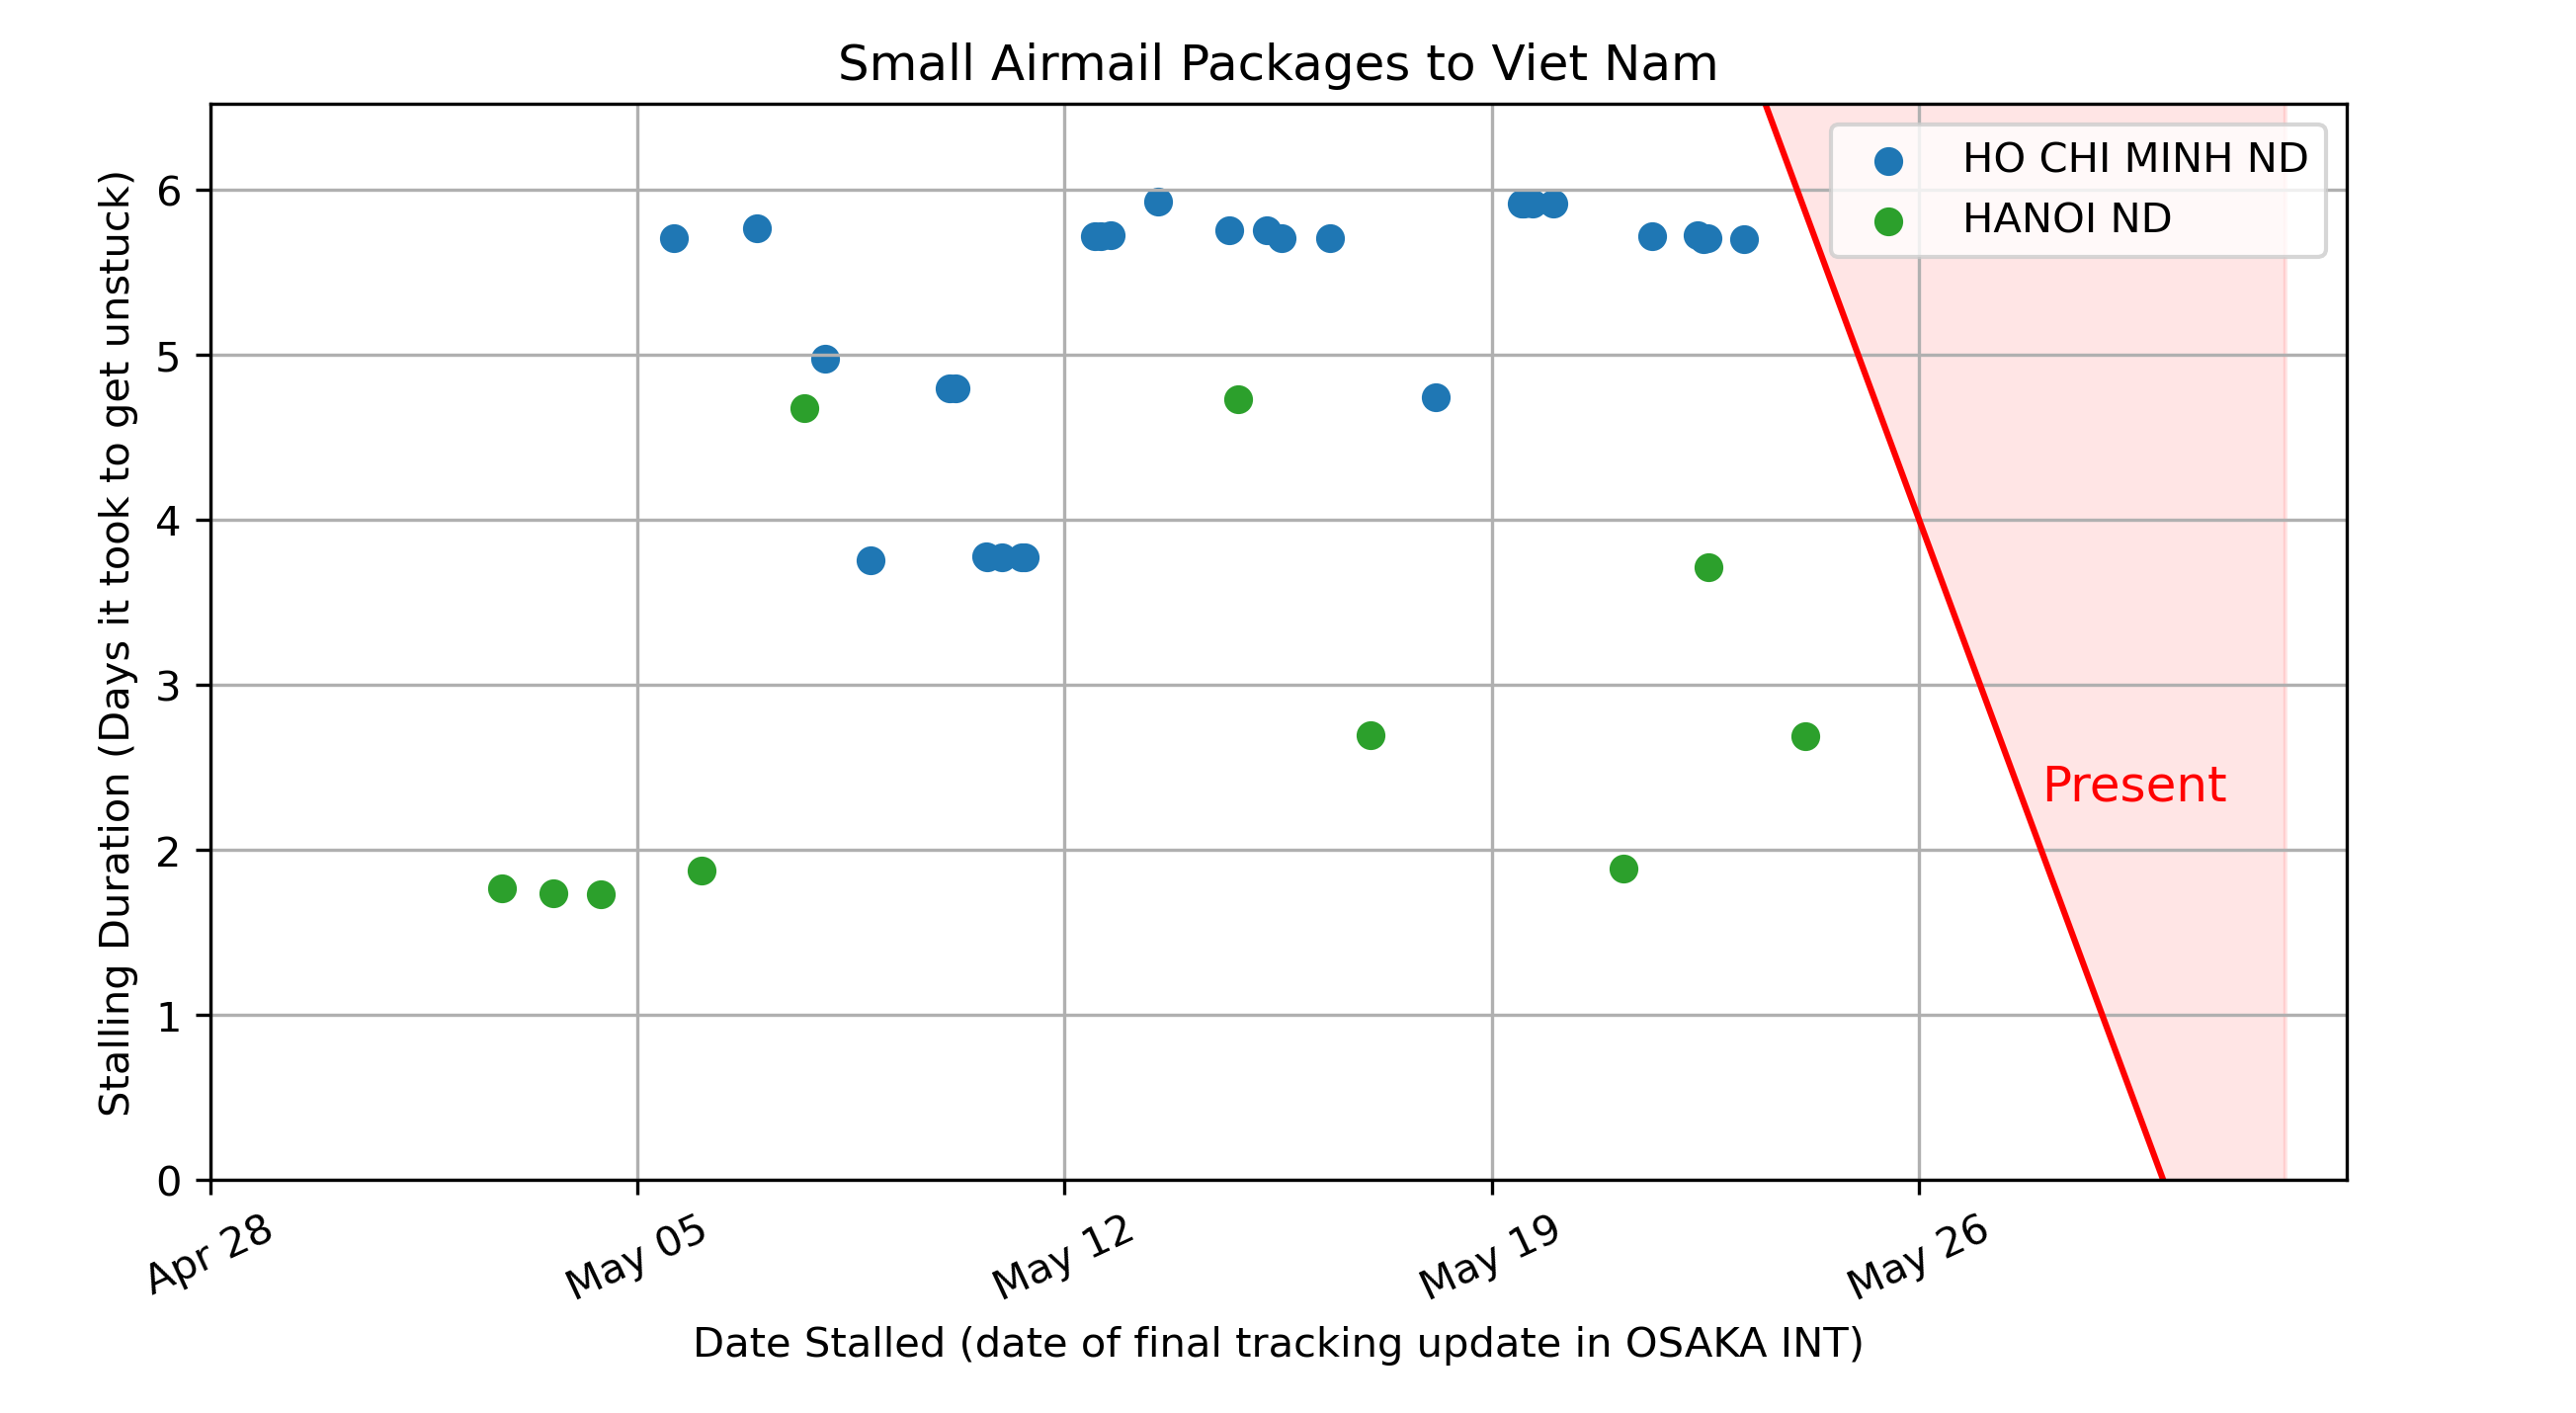 Small Airmail Packages to Viet Nam
Stalling Duration (Days it took to get unstuck)
6
5
4
3
2
1
0
HO CHI MINH ND
HANOI ND
Present
Apr 28
May 05
May 12
May 19
May 26
Date Stalled (date of final tracking update in OSAKA INT)